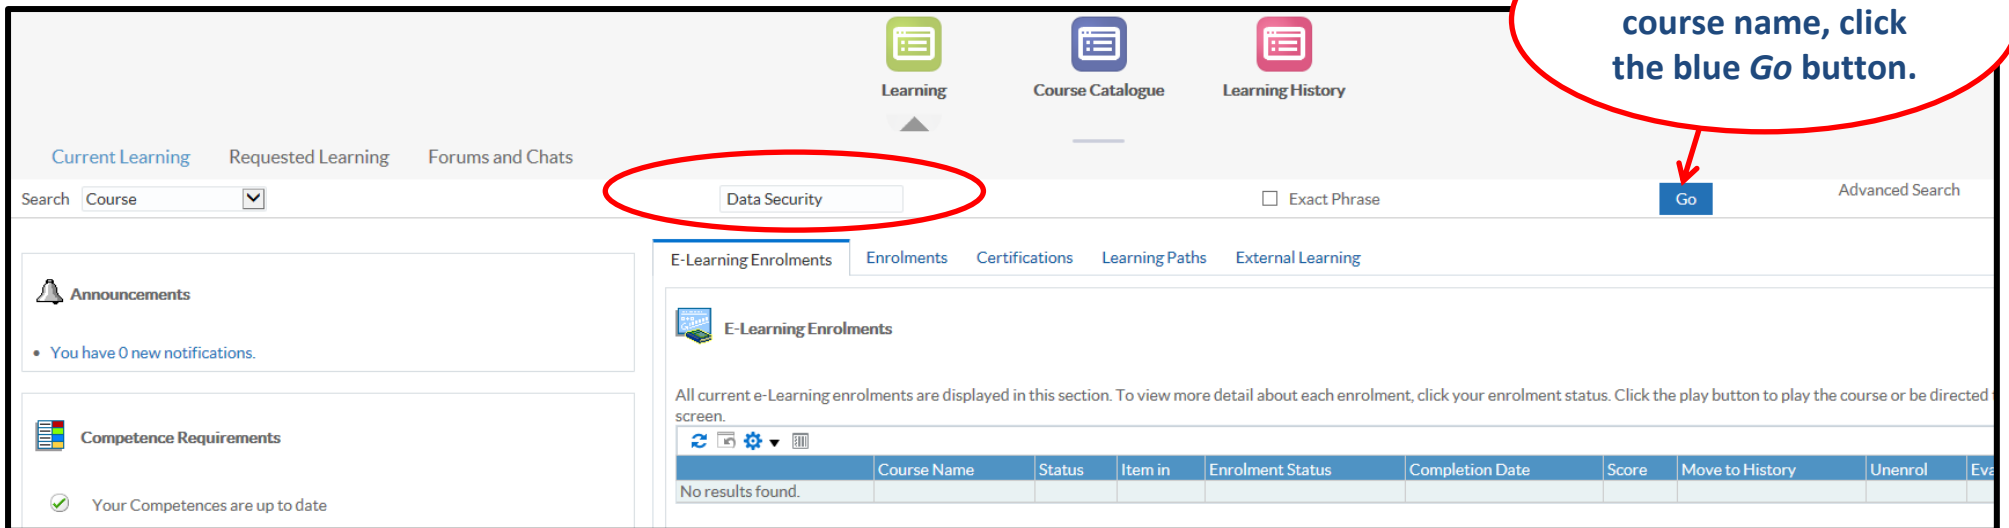 course name, click
the blue Go button.
Learning
Course Catalogue
Learning History
Current Learning
Requested Learning
Forums and Chats
Search
Course
Data Security
Exact Phrase
Go
Advanced Search
Announcements
• You have 0 new notifications.
Competence Requirements
Your Competences are up to date
E-Learning Enrolments
Enrolments
Certifications
Learning Paths
External Learning
E-Learning Enrolments
All current e-Learning enrolments are displayed in this section. To view more detail about each enrolment, click your enrolment status. Click the play button to play the course or be directed
screen.
Course Name
Status
Item in
Enrolment Status
Completion Date
Score
Move to History
Unenrol
No results found.